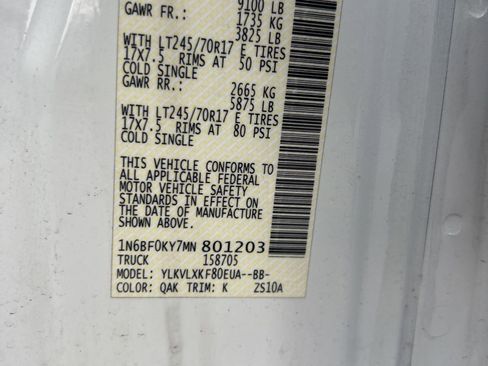 9100 LB
GAWR FR.: 1735 KG
3825 LB
WITH LT245/70R17 E TIRES
17X7.5 RIMS AT 50 PSI
COLD SINGLE
GAWR RR.: 2665 KG
5875 LB
WITH LT245/70R17 E TIRES
17X7.5 RIMS AT 80 PSI
COLD SINGLE
THIS VEHICLE CONFORMS TO
ALL APPLICABLE FEDERAL
MOTOR VEHICLE SAFETY
STANDARDS IN EFFECT ON
THE DATE OF MANUFACTURE
SHOWN ABOVE.
1N6BF0KY7MN 801203
TRUCK 158705
MODEL: YLKVLXKF80EUA--BB-
COLOR: QAK TRIM: K ZS10A